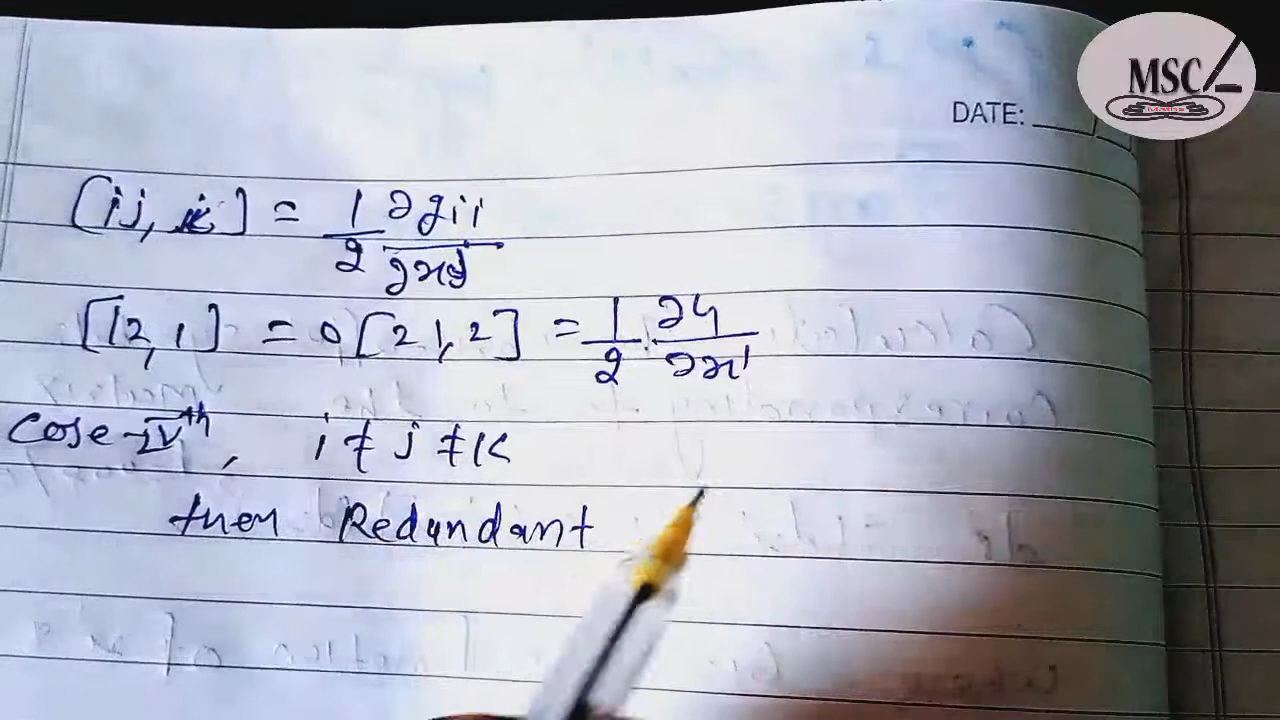 MSC
Maths
DATE:
[ij, i] = 1/2 ∂gii/∂xj
[12, 1] = 0 [21, 2] = 1/2 . ∂G/∂x1
Case-IVth, i ≠ j ≠ K
then Redundant